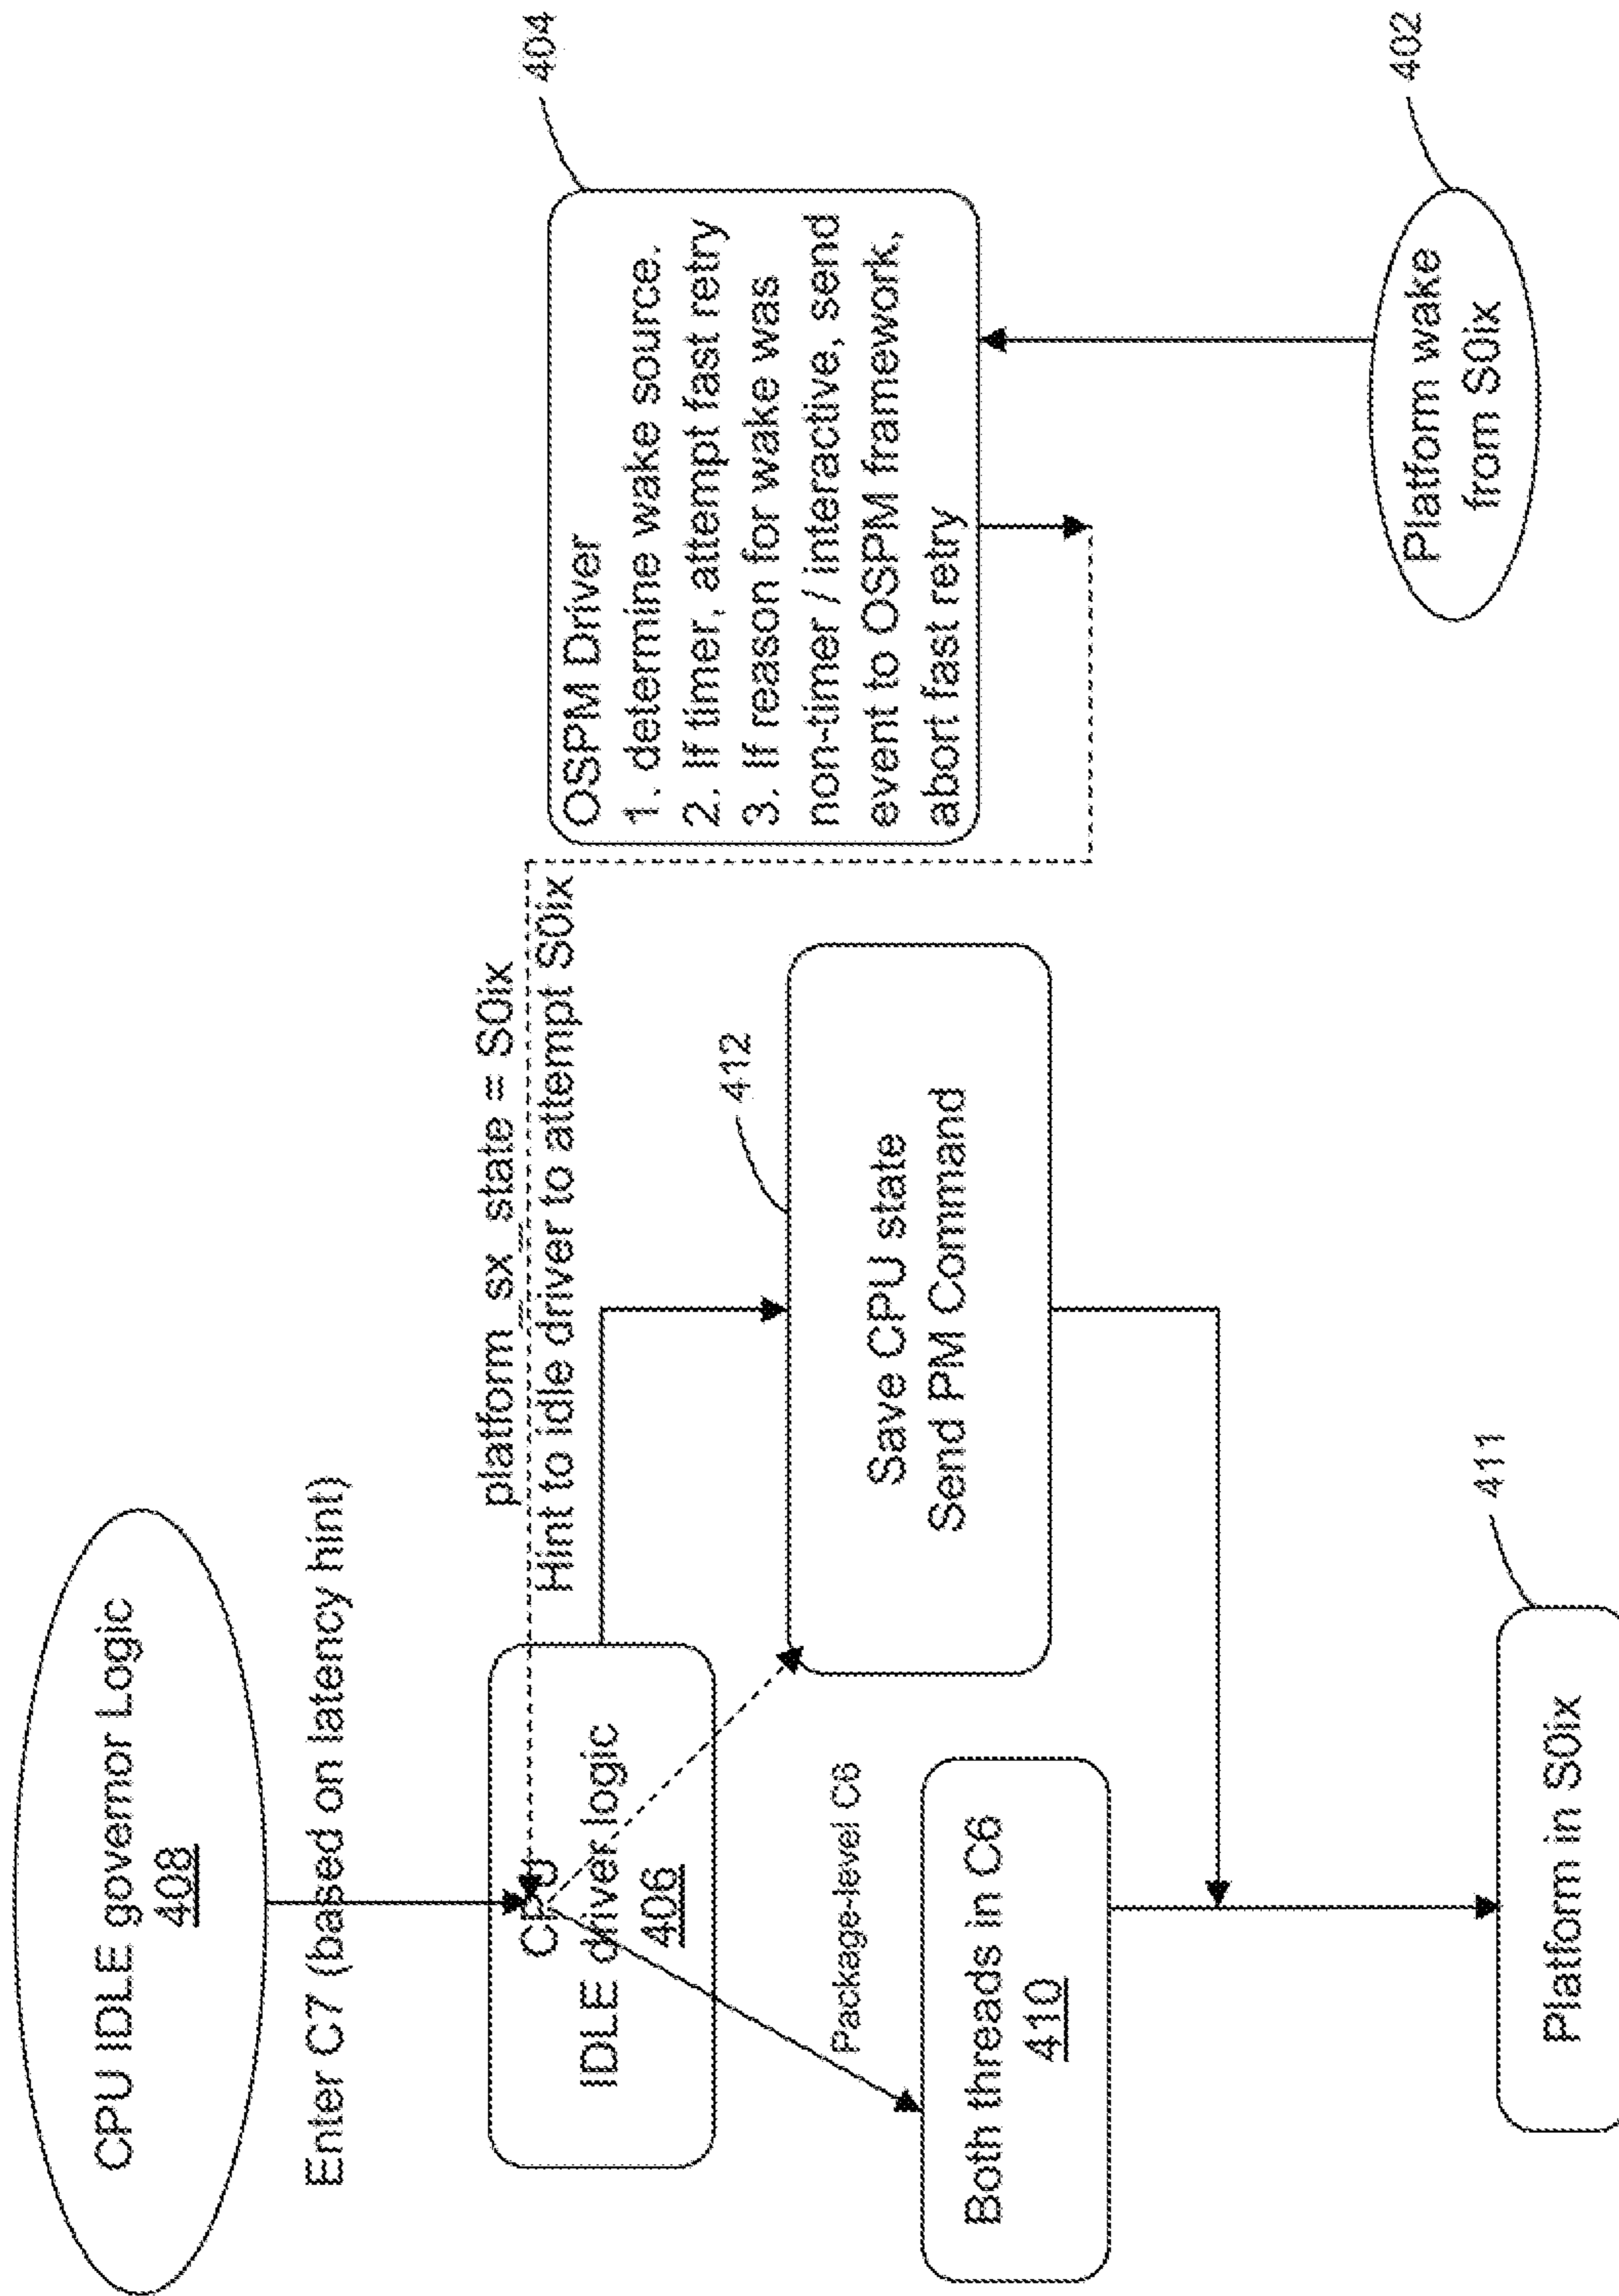 CPU IDLE governor Logic
408
Enter C7 (based on latency hint)
platform_sx_state = S0ix
Hint to idle driver to attempt S0ix
CPU
IDLE driver logic
406
Package-level C6
Both threads in C6
410
412
Save CPU state
Send PM Command
411
Platform in S0ix
404
OSPM Driver
1. determine wake source.
2. If timer, attempt fast retry
3. If reason for wake was
non-timer / interactive, send
event to OSPM framework,
abort fast retry
402
Platform wake
from S0ix